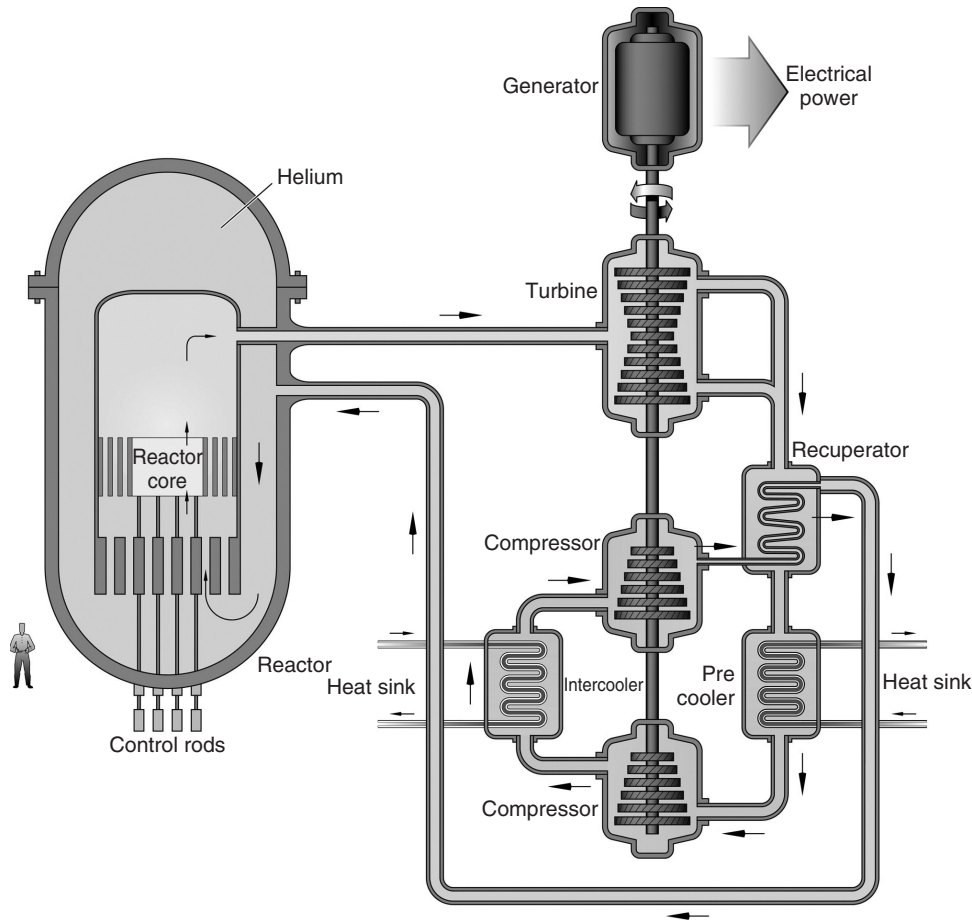 Generator
Electrical
power
Helium
Turbine
Reactor
core
Recuperator
Compressor
Reactor
Heat sink
Intercooler
Pre
cooler
Heat sink
Control rods
Compressor